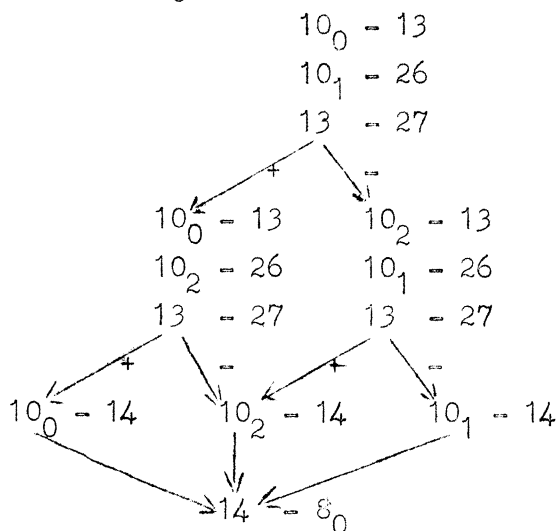 10₀ - 13
10₁ - 26
13 - 27
+ -
10₀ - 13 10₂ - 13
10₂ - 26 10₁ - 26
13 - 27 13 - 27
+ - + -
10₀ - 14 10₂ - 14 10₁ - 14
14 - 8₀